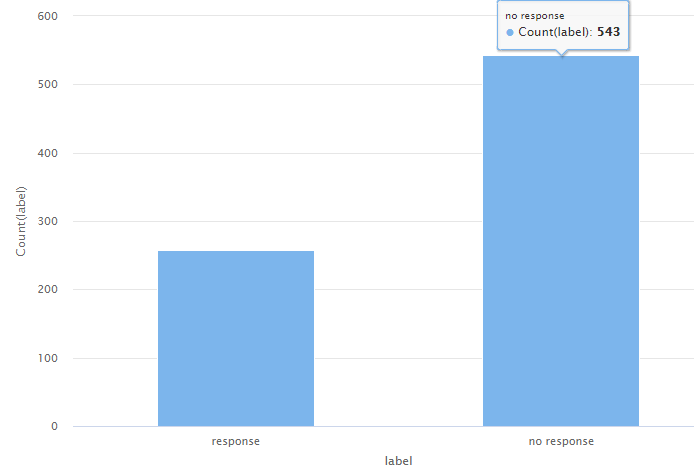 no response
Count(label): 543
600
500
400
300
200
100
0
Count(label)
response
no response
label